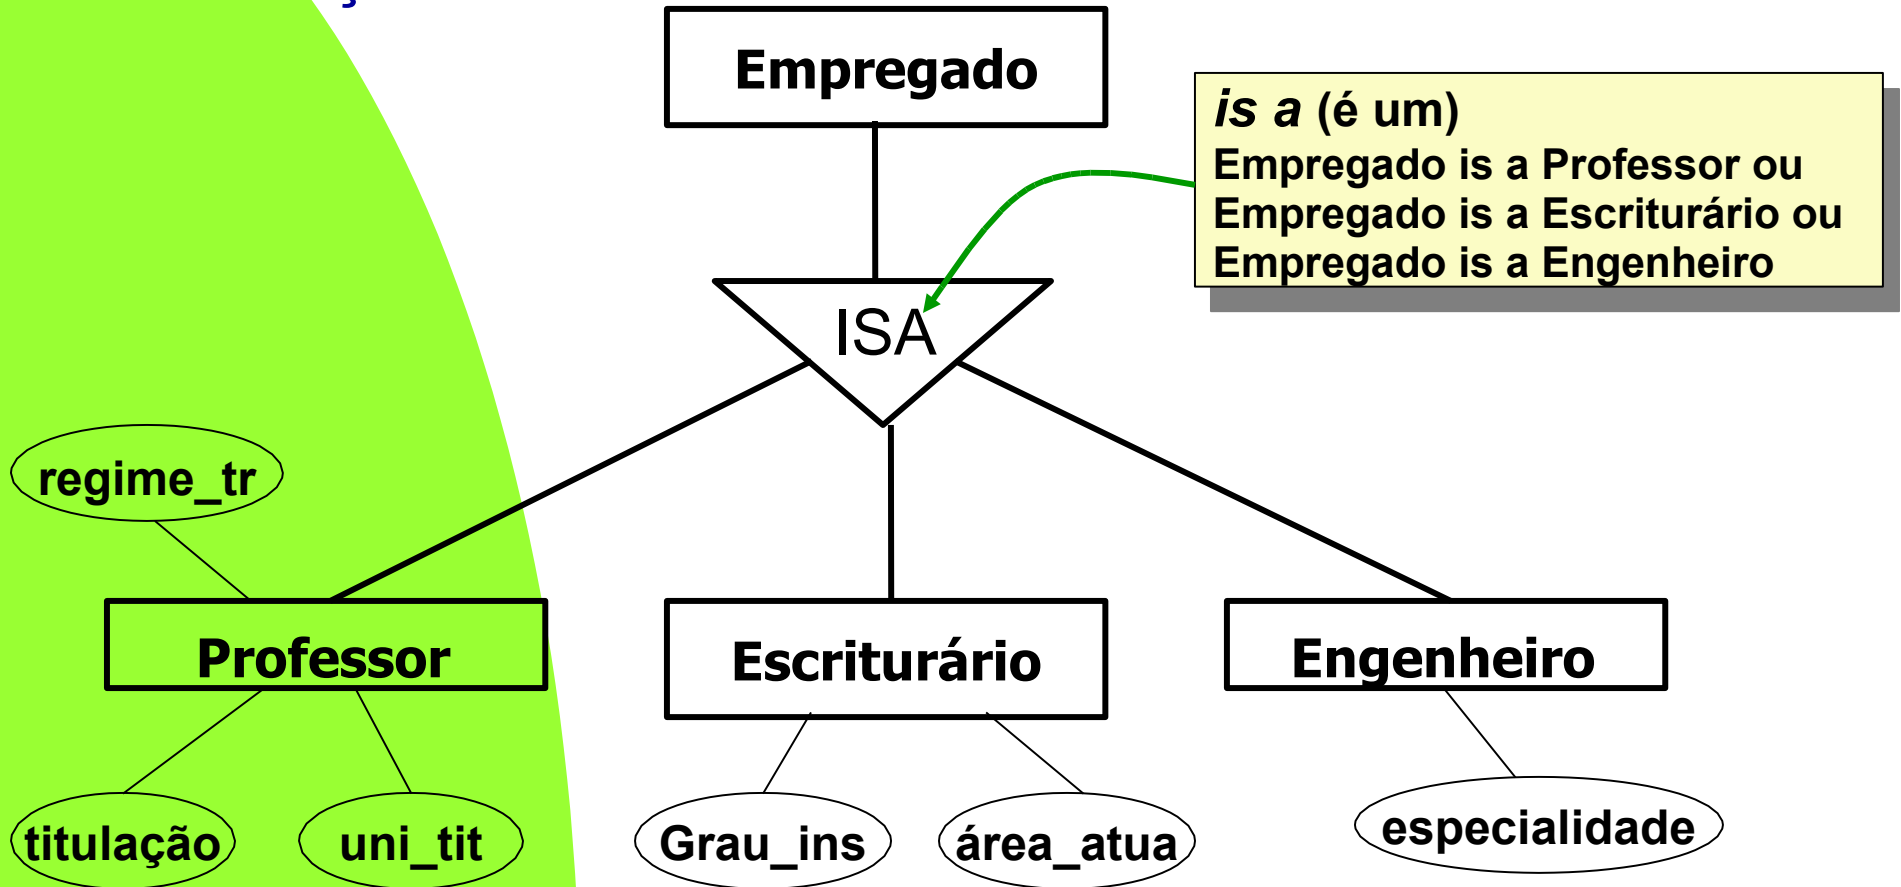 Empregado
is a (é um)
Empregado is a Professor ou
Empregado is a Escriturário ou
Empregado is a Engenheiro
ISA
regime_tr
Professor
Escriturário
Engenheiro
titulação
uni_tit
Grau_ins
área_atua
especialidade